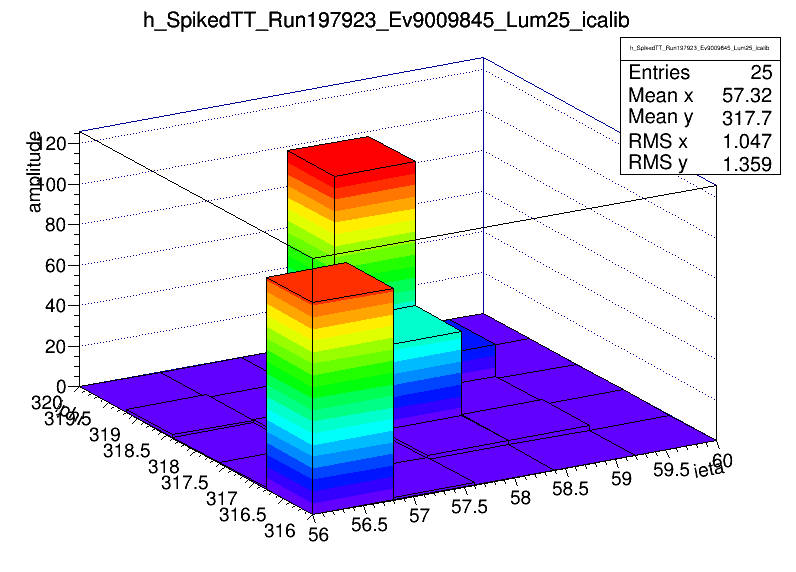 h_SpikedTT_Run197923_Ev9009845_Lum25_icalib
h_SpikedTT_Run197923_Ev9009845_Lum25_icalib
Entries 25
Mean x 57.32
Mean y 317.7
RMS x 1.047
RMS y 1.359
amplitude
120
100
80
60
40
20
0
320
319.5
319
318.5
318
317.5
317
316.5
316
iphi
56
56.5
57
57.5
58
58.5
59
59.5
60
ieta